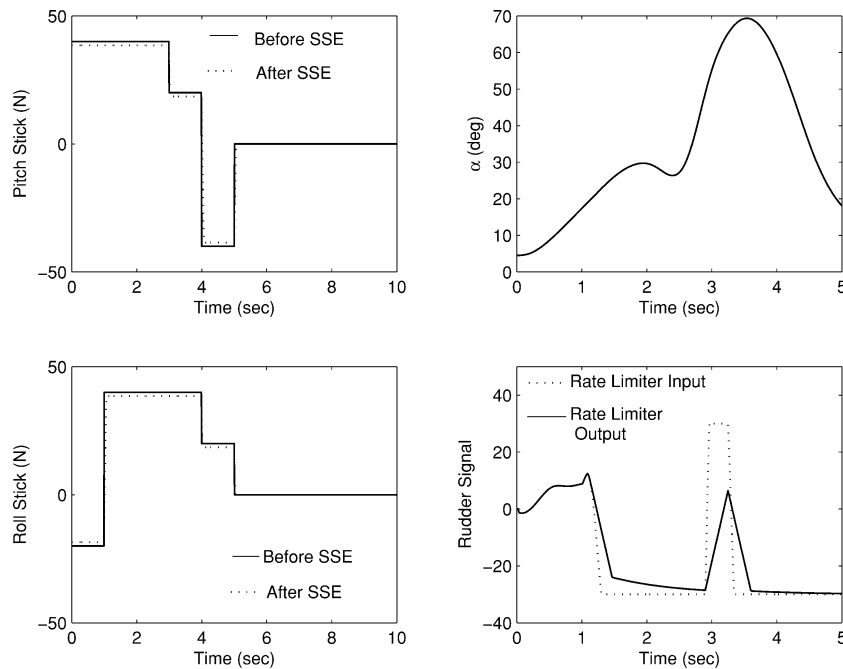 50
0
−50
Pitch Stick (N)
Before SSE
After SSE
0
2
4
6
8
10
Time (sec)
70
60
50
40
30
20
10
0
α (deg)
0
1
2
3
4
5
Time (sec)
50
0
−50
Roll Stick (N)
Before SSE
After SSE
0
2
4
6
8
10
Time (sec)
40
20
0
−20
−40
Rudder Signal
Rate Limiter Input
Rate Limiter
Output
0
1
2
3
4
5
Time (sec)